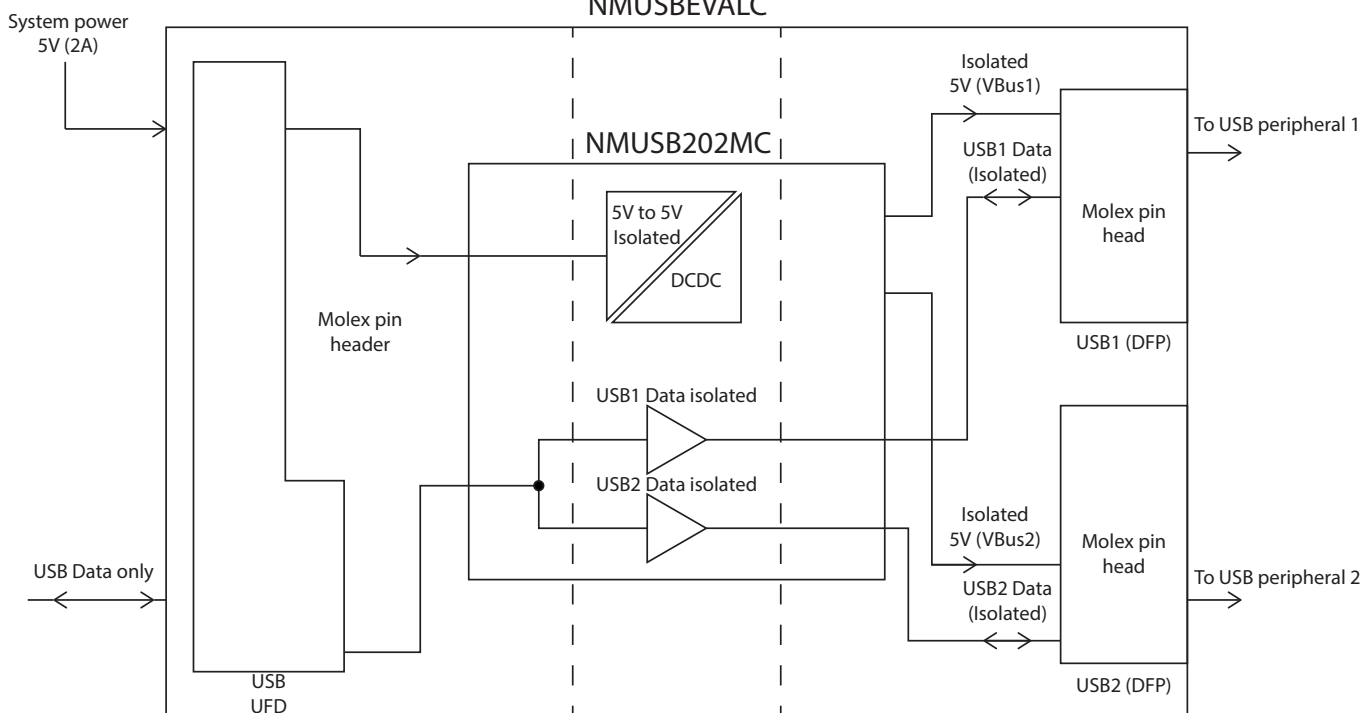 NMUSBEVALC
System power
5V (2A)
Isolated
5V (VBus1)
To USB peripheral 1
NMUSB202MC
USB1 Data
(Isolated)
5V to 5V
Isolated
DCDC
Molex pin
head
Molex pin
header
USB1 (DFP)
USB1 Data isolated
USB2 Data isolated
Isolated
5V (VBus2)
Molex pin
head
USB Data only
To USB peripheral 2
USB2 Data
(Isolated)
USB
UFD
USB2 (DFP)